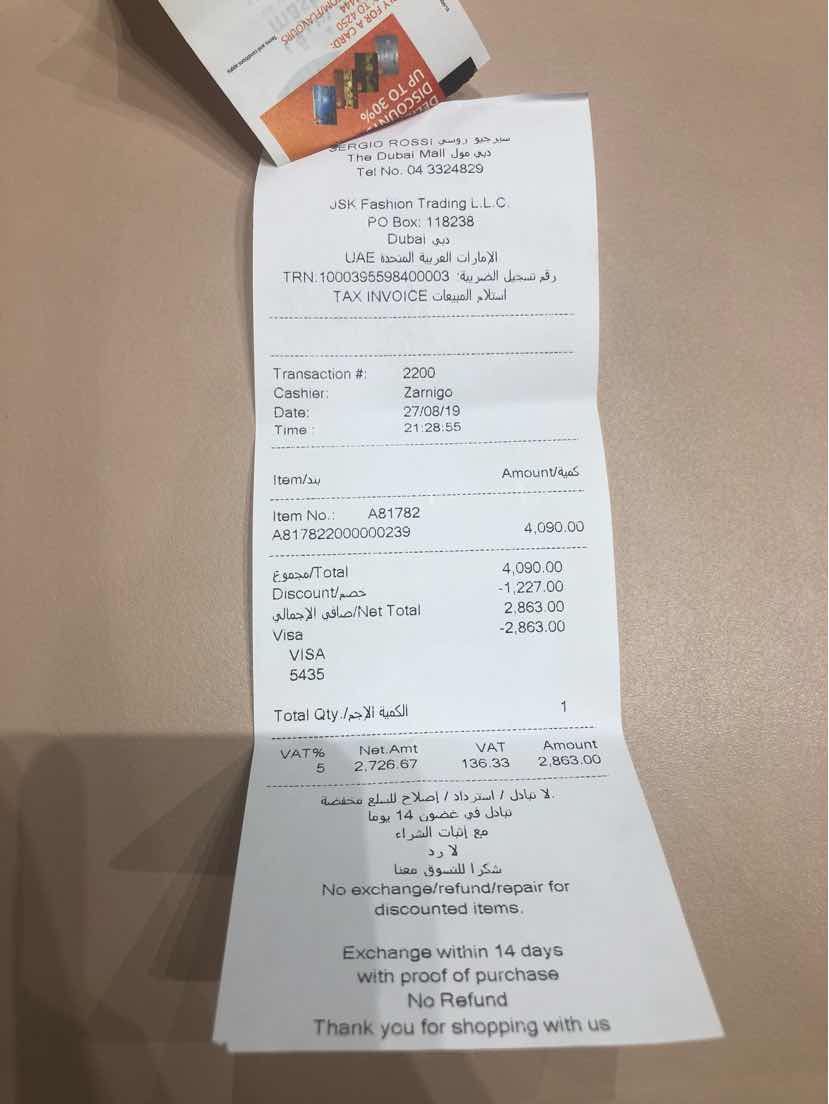 Terms and conditions apply.
DISCOUNT
UP TO 30%
SERGIO ROSSI سيرجيو روسي
The Dubai Mall دبي مول
Tel No. 04 3324829
JSK Fashion Trading L.L.C.
PO Box: 118238
Dubai دبي
UAE الإمارات العربية المتحدة
TRN.1000395598400003 :رقم تسجيل الضريبة
TAX INVOICE استلام المبيعات
Transaction #: 2200
Cashier: Zarnigo
Date: 27/08/19
Time : 21:28:55
Item/بند Amount/كمية
Item No.: A81782
A817822000000239 4,090.00
مجموع/Total 4,090.00
Discount/خصم -1,227.00
صافي الإجمالي/Net Total 2,863.00
Visa -2,863.00
VISA
5435
Total Qty./الكمية الإجم 1
VAT% Net.Amt VAT Amount
5 2,726.67 136.33 2,863.00
لا تبادل / استرداد / إصلاح للسلع مخفضة.
تبادل في غضون 14 يوما
مع إثبات الشراء
لا رد
شكرا للتسوق معنا
No exchange/refund/repair for
discounted items.
Exchange within 14 days
with proof of purchase
No Refund
Thank you for shopping with us